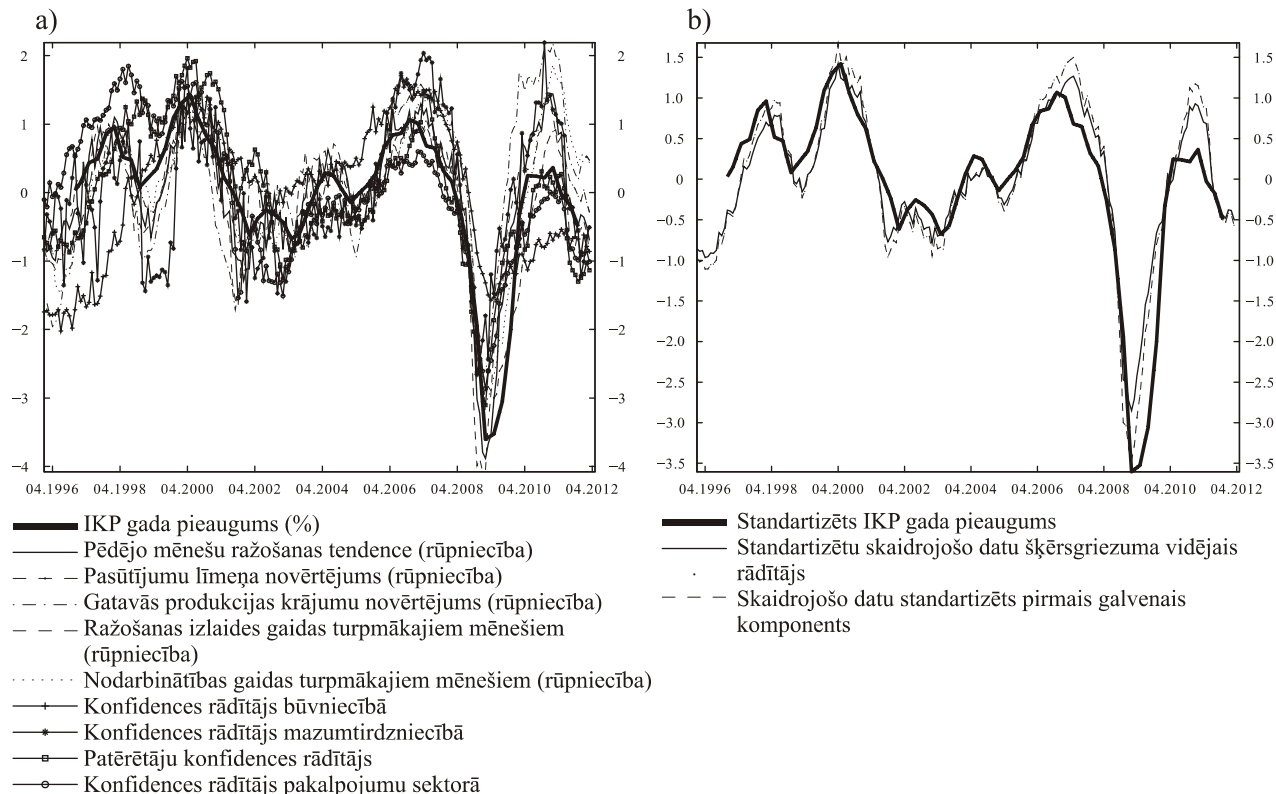 a)
2
1
0
−1
−2
−3
−4
2
1
0
−1
−2
−3
−4
04.1996 04.1998 04.2000 04.2002 04.2004 04.2006 04.2008 04.2010 04.2012
IKP gada pieaugums (%)
Pēdējo mēnešu ražošanas tendence (rūpniecība)
Pasūtījumu līmeņa novērtējums (rūpniecība)
Gatavās produkcijas krājumu novērtējums (rūpniecība)
Ražošanas izlaides gaidas turpmākajiem mēnešiem
(rūpniecība)
Nodarbinātības gaidas turpmākajiem mēnešiem (rūpniecība)
Konfidences rādītājs būvniecībā
Konfidences rādītājs mazumtirdzniecībā
Patērētāju konfidences rādītājs
Konfidences rādītājs pakalpojumu sektorā
b)
1.5
1.0
0.5
0
−0.5
−1.0
−1.5
−2.0
−2.5
−3.0
−3.5
1.5
1.0
0.5
0
−0.5
−1.0
−1.5
−2.0
−2.5
−3.0
−3.5
04.1996 04.1998 04.2000 04.2002 04.2004 04.2006 04.2008 04.2010 04.2012
Standartizēts IKP gada pieaugums
Standartizētu skaidrojošo datu šķērsgriezuma vidējais
rādītājs
Skaidrojošo datu standartizēts pirmais galvenais
komponents